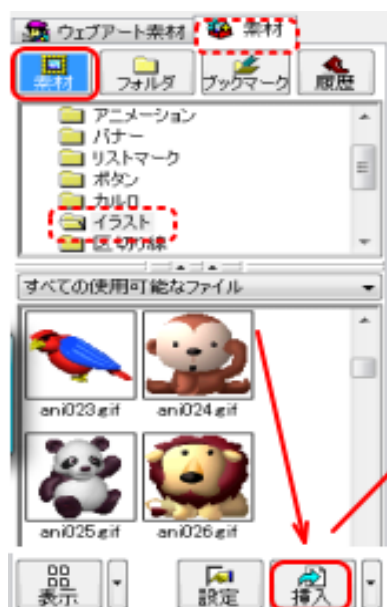 ウェブアート素材 素材
素材 フォルダ ブックマーク 履歴
アニメーション
バナー
リストマーク
ボタン
カルロ
イラスト
区切り線
すべての使用可能なファイル
ani023.gif ani024.gif
ani025.gif ani026.gif
表示 設定 挿入